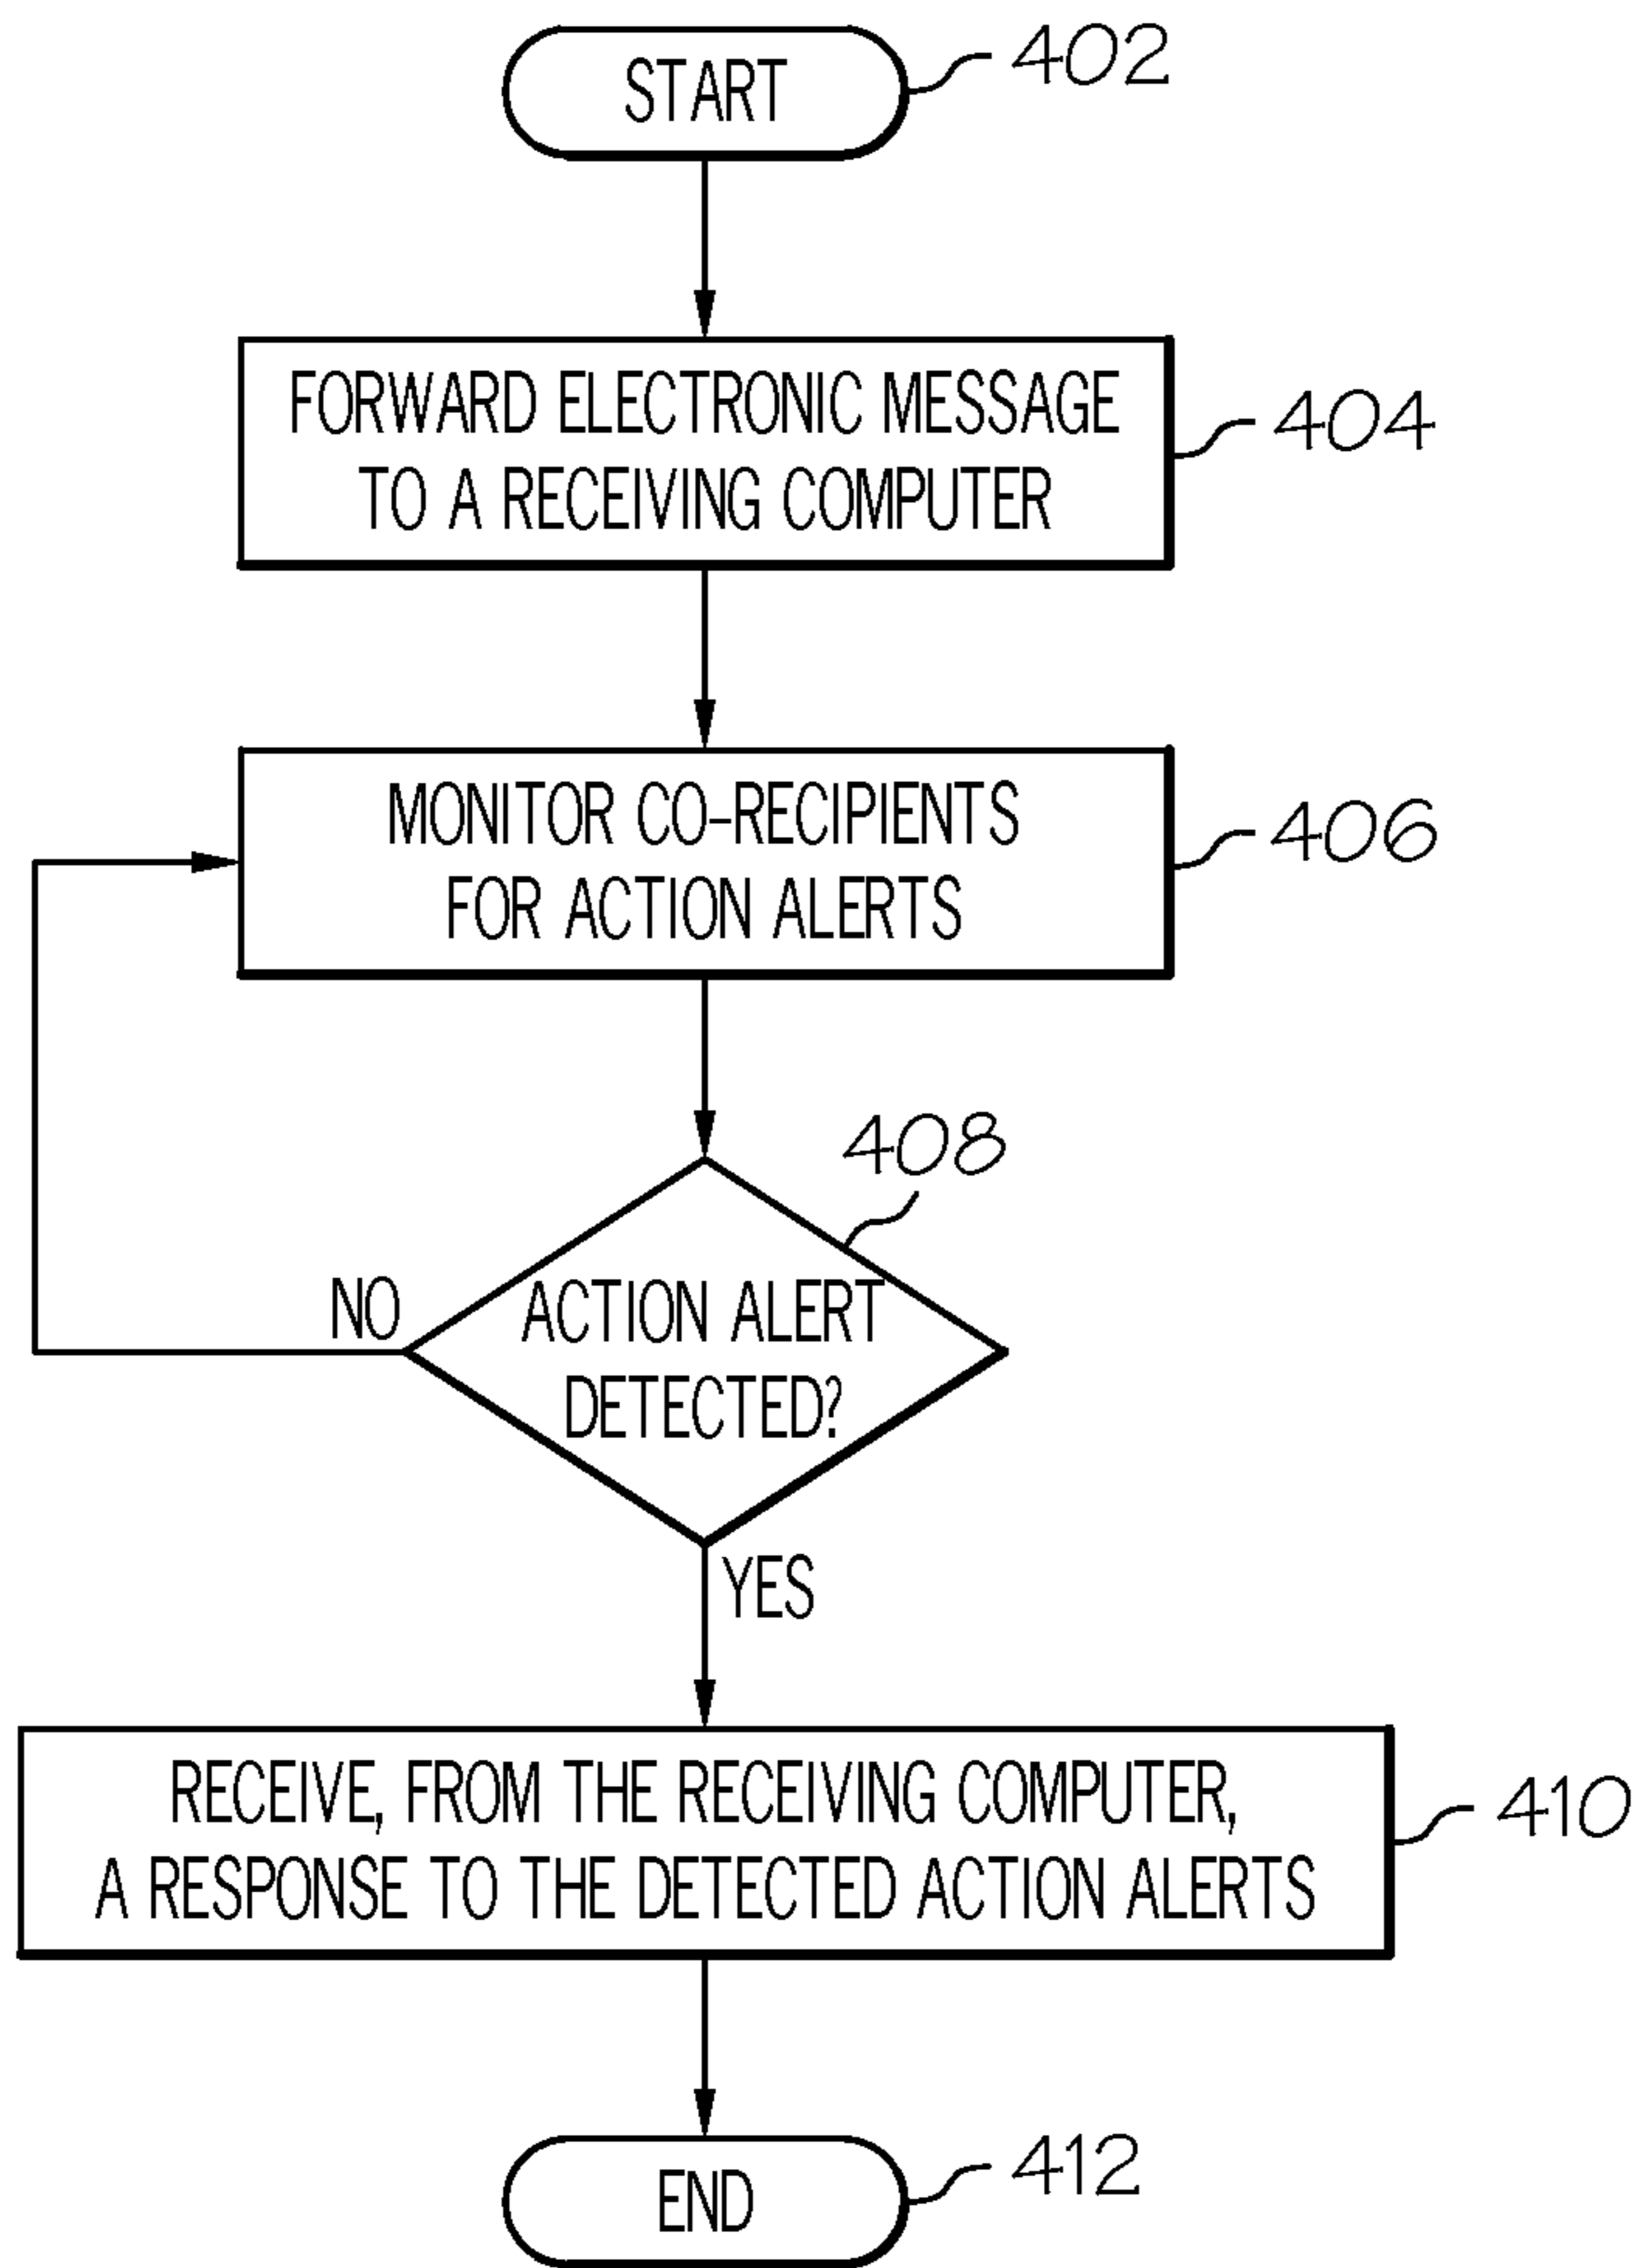 START
402
FORWARD ELECTRONIC MESSAGE
TO A RECEIVING COMPUTER
404
MONITOR CO-RECIPIENTS
FOR ACTION ALERTS
406
408
NO
ACTION ALERT
DETECTED?
YES
RECEIVE, FROM THE RECEIVING COMPUTER,
A RESPONSE TO THE DETECTED ACTION ALERTS
410
END
412